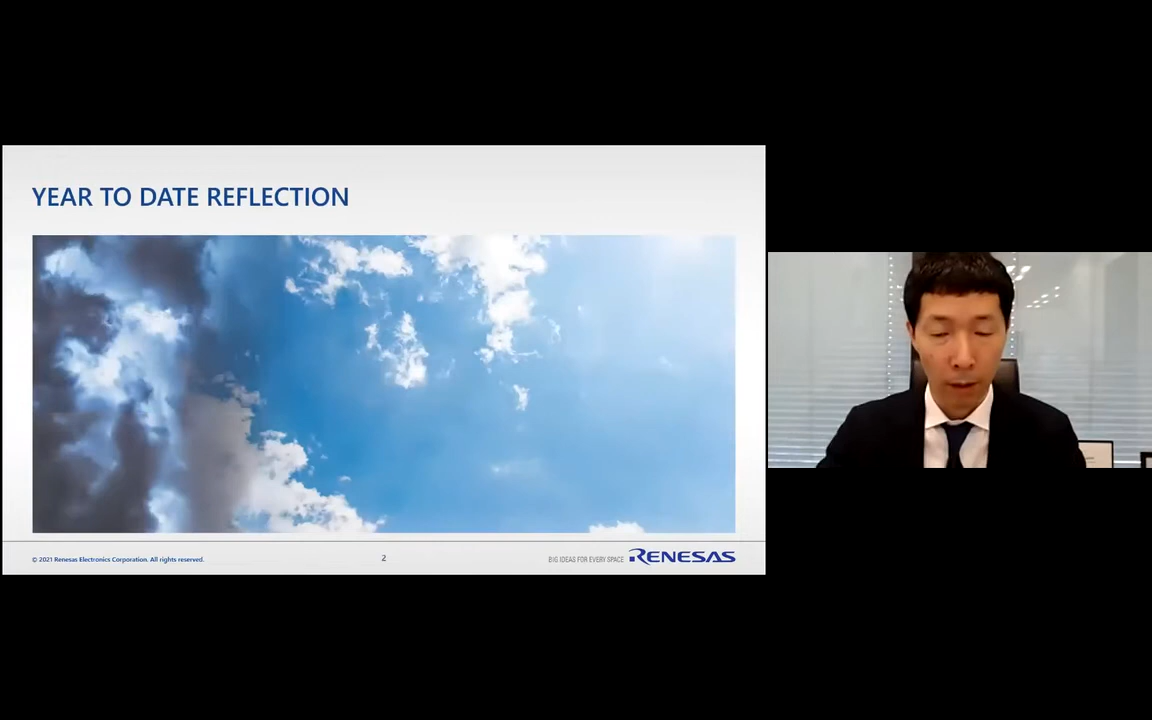 YEAR TO DATE REFLECTION
© 2021 Renesas Electronics Corporation. All rights reserved.
2
BIG IDEAS FOR EVERY SPACE RENESAS